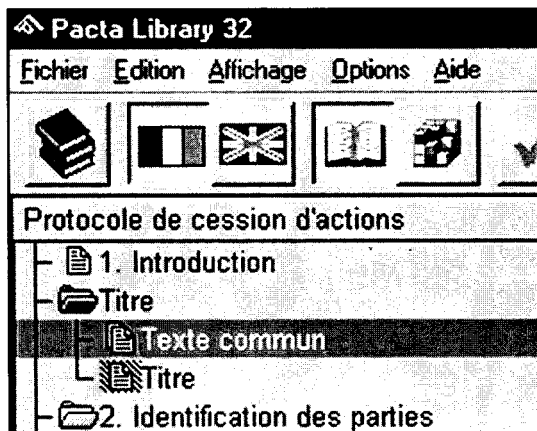 Pacta Library 32
Fichier Edition Affichage Options Aide
Protocole de cession d'actions
1. Introduction
Titre
Texte commun
Titre
2. Identification des parties